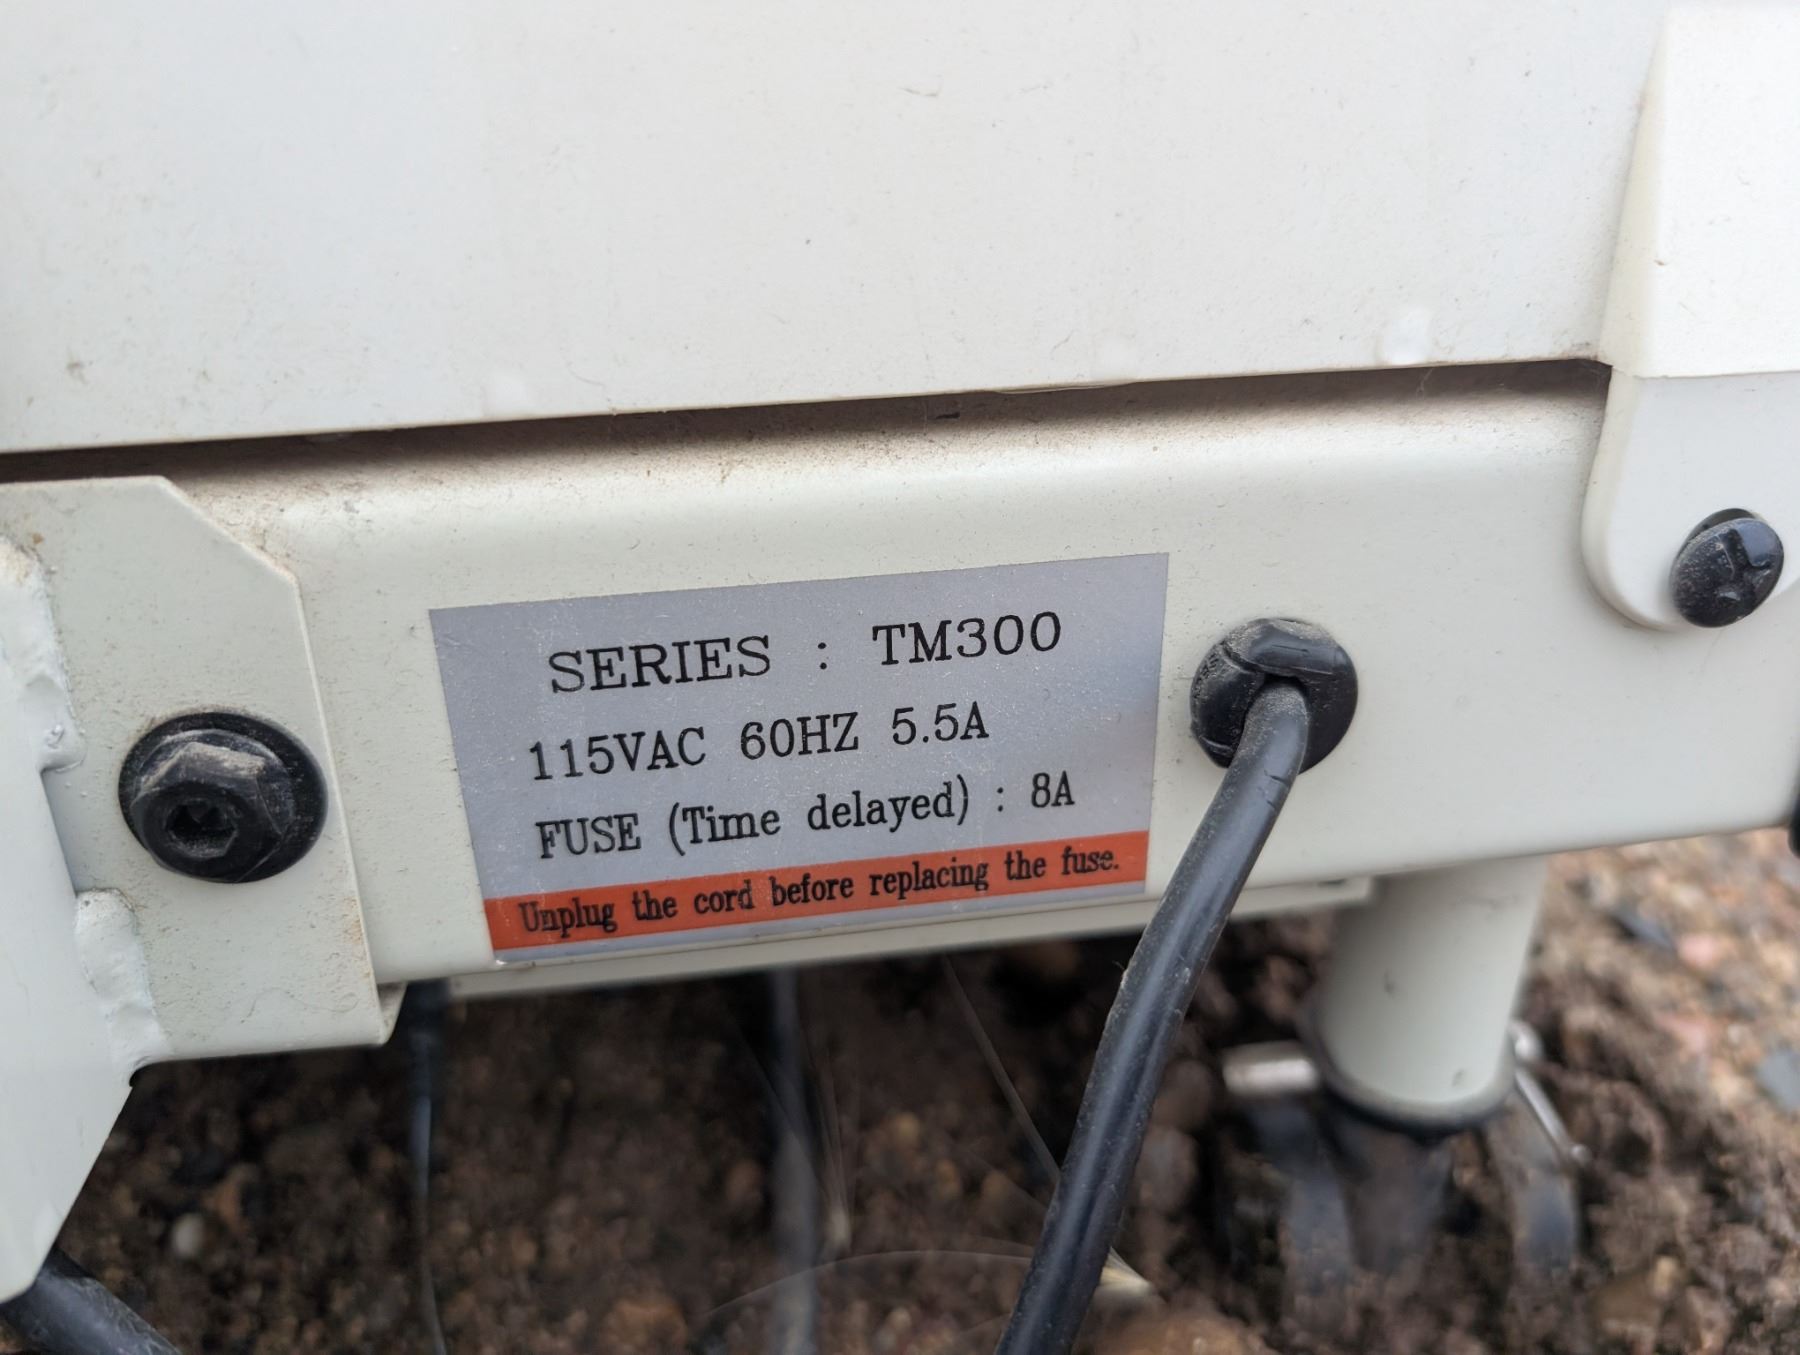 SERIES : TM300
115VAC 60HZ 5.5A
FUSE (Time delayed) : 8A
Unplug the cord before replacing the fuse.